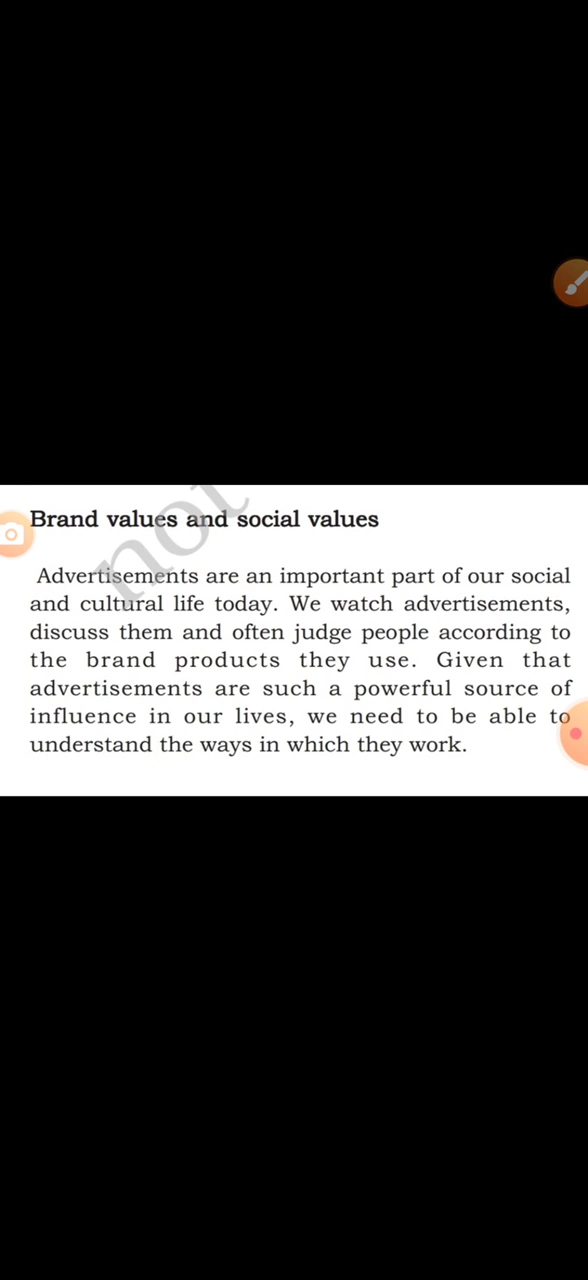 Brand values and social values
Advertisements are an important part of our social
and cultural life today. We watch advertisements,
discuss them and often judge people according to
the brand products they use. Given that
advertisements are such a powerful source of
influence in our lives, we need to be able to
understand the ways in which they work.
not